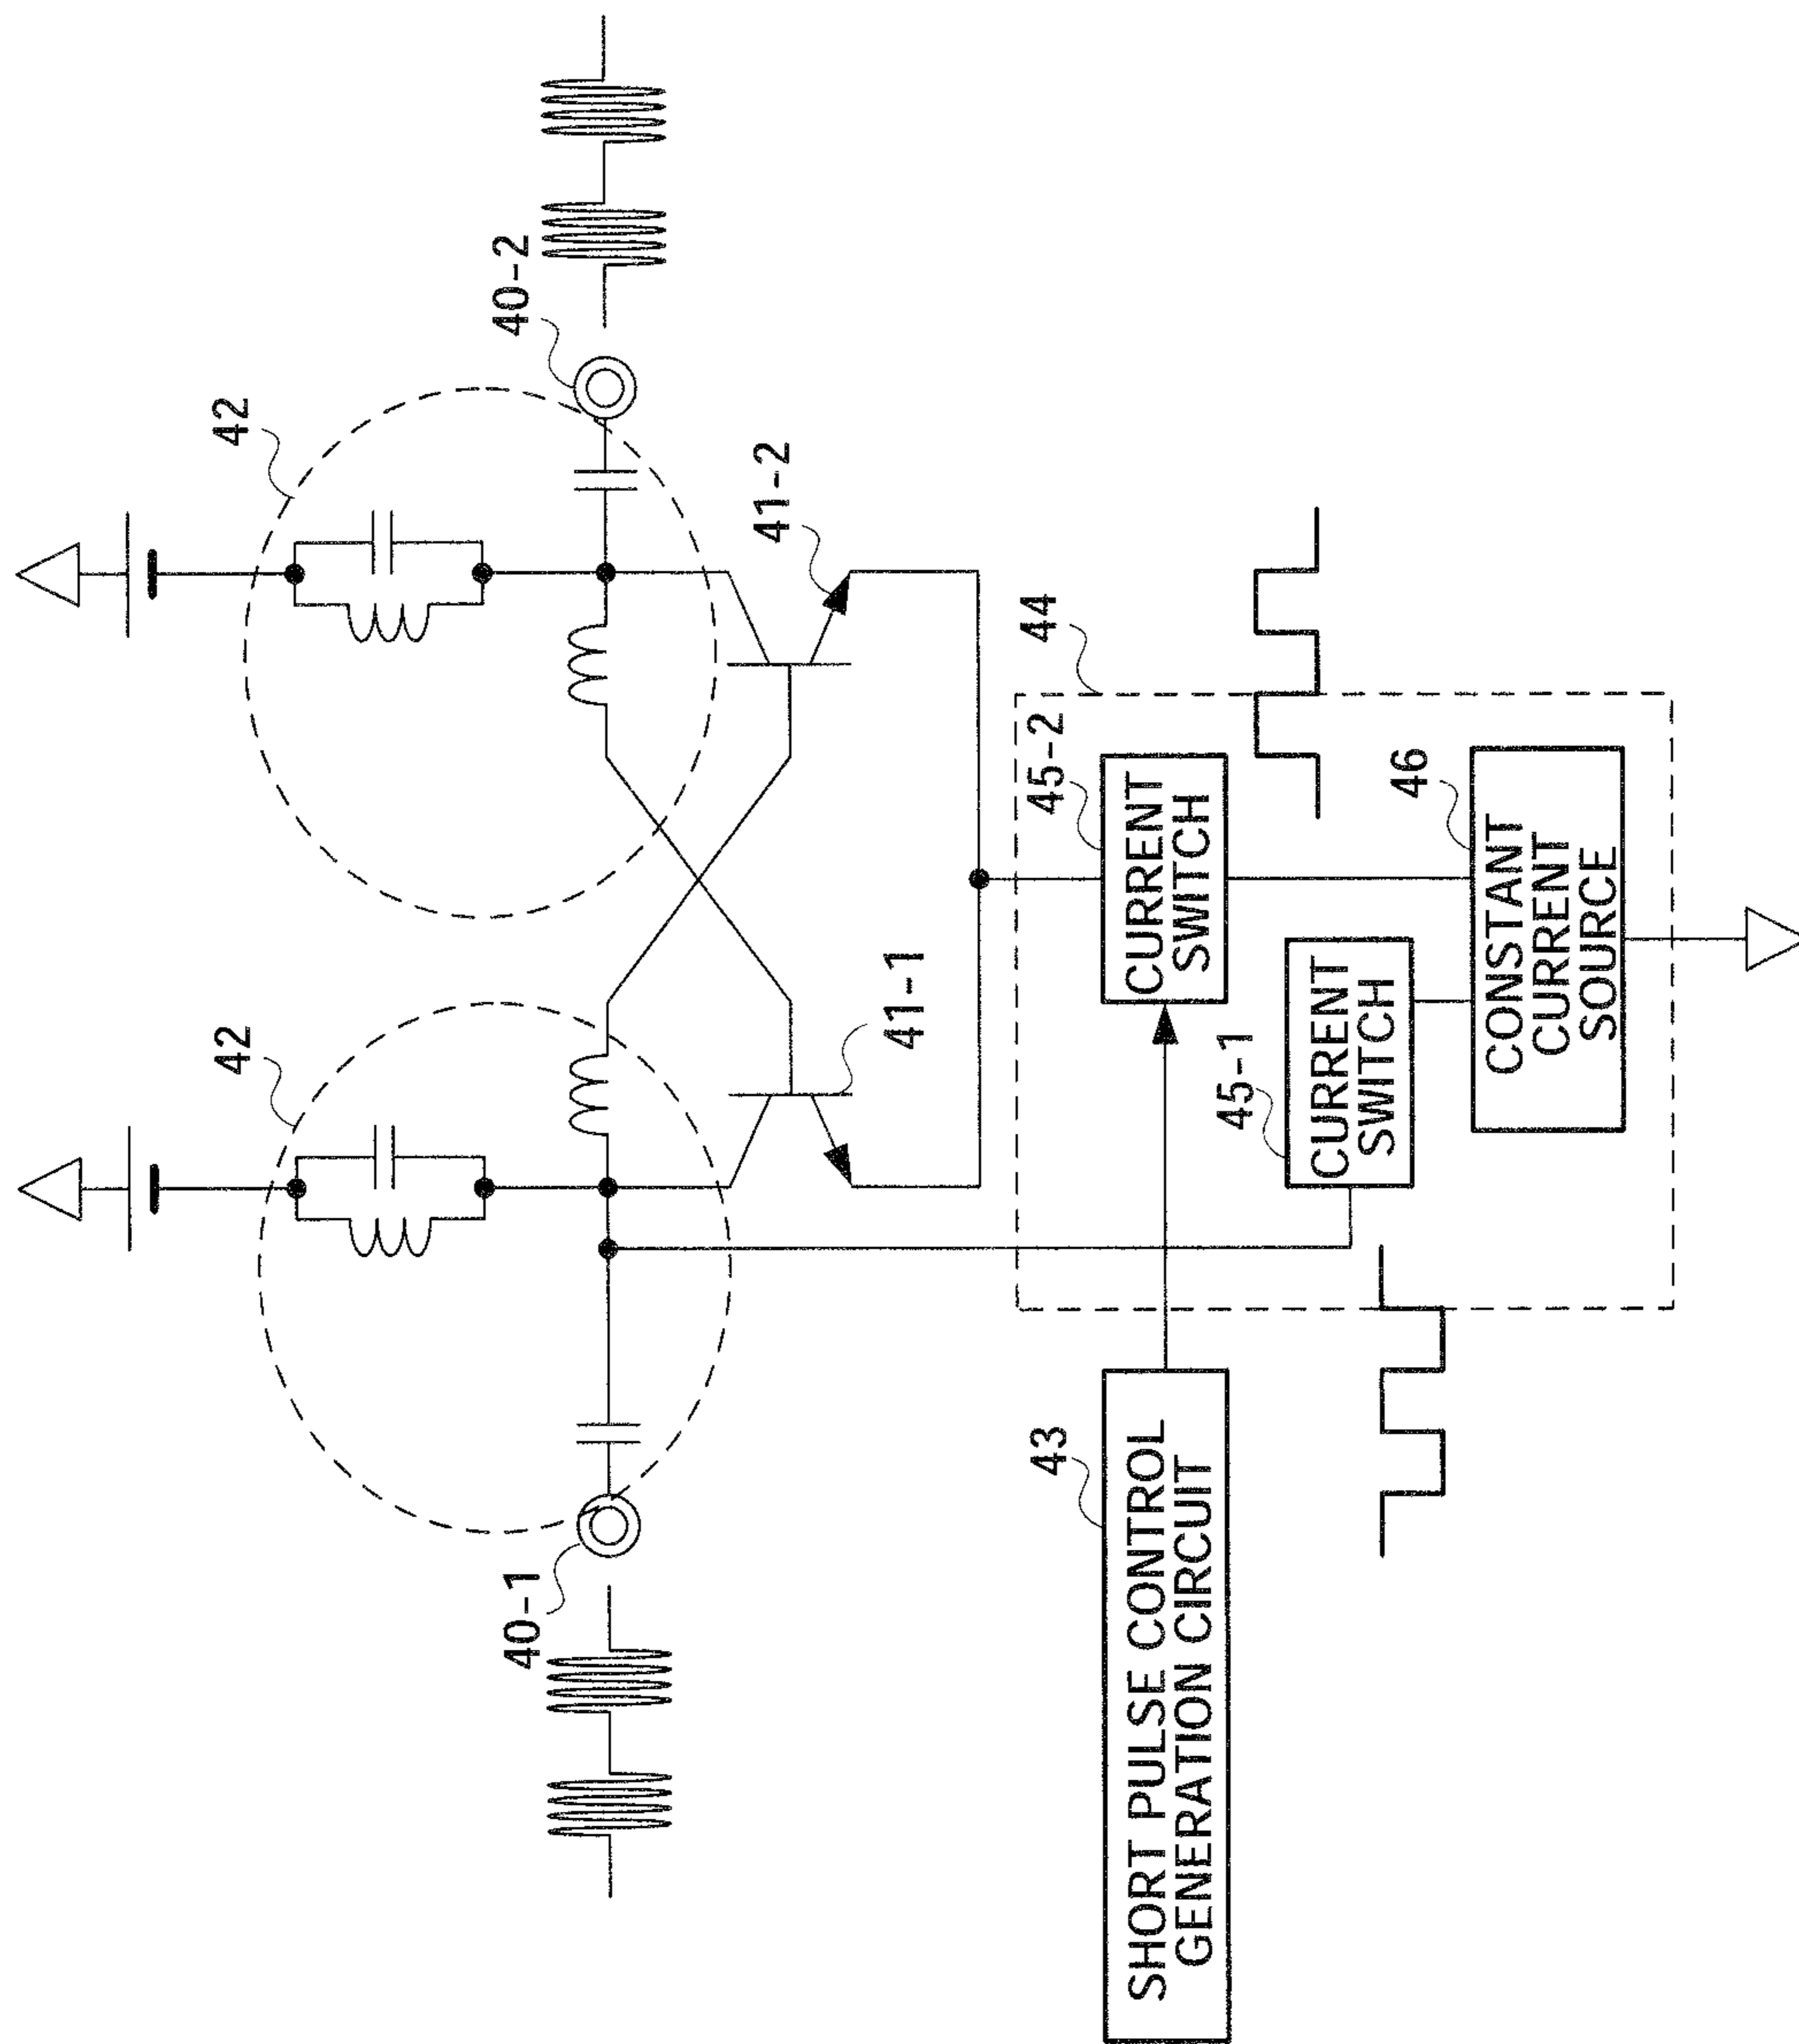 42
42
40-1
40-2
41-1
41-2
43
SHORT PULSE CONTROL
GENERATION CIRCUIT
44
45-2
CURRENT
SWITCH
45-1
CURRENT
SWITCH
46
CONSTANT
CURRENT
SOURCE